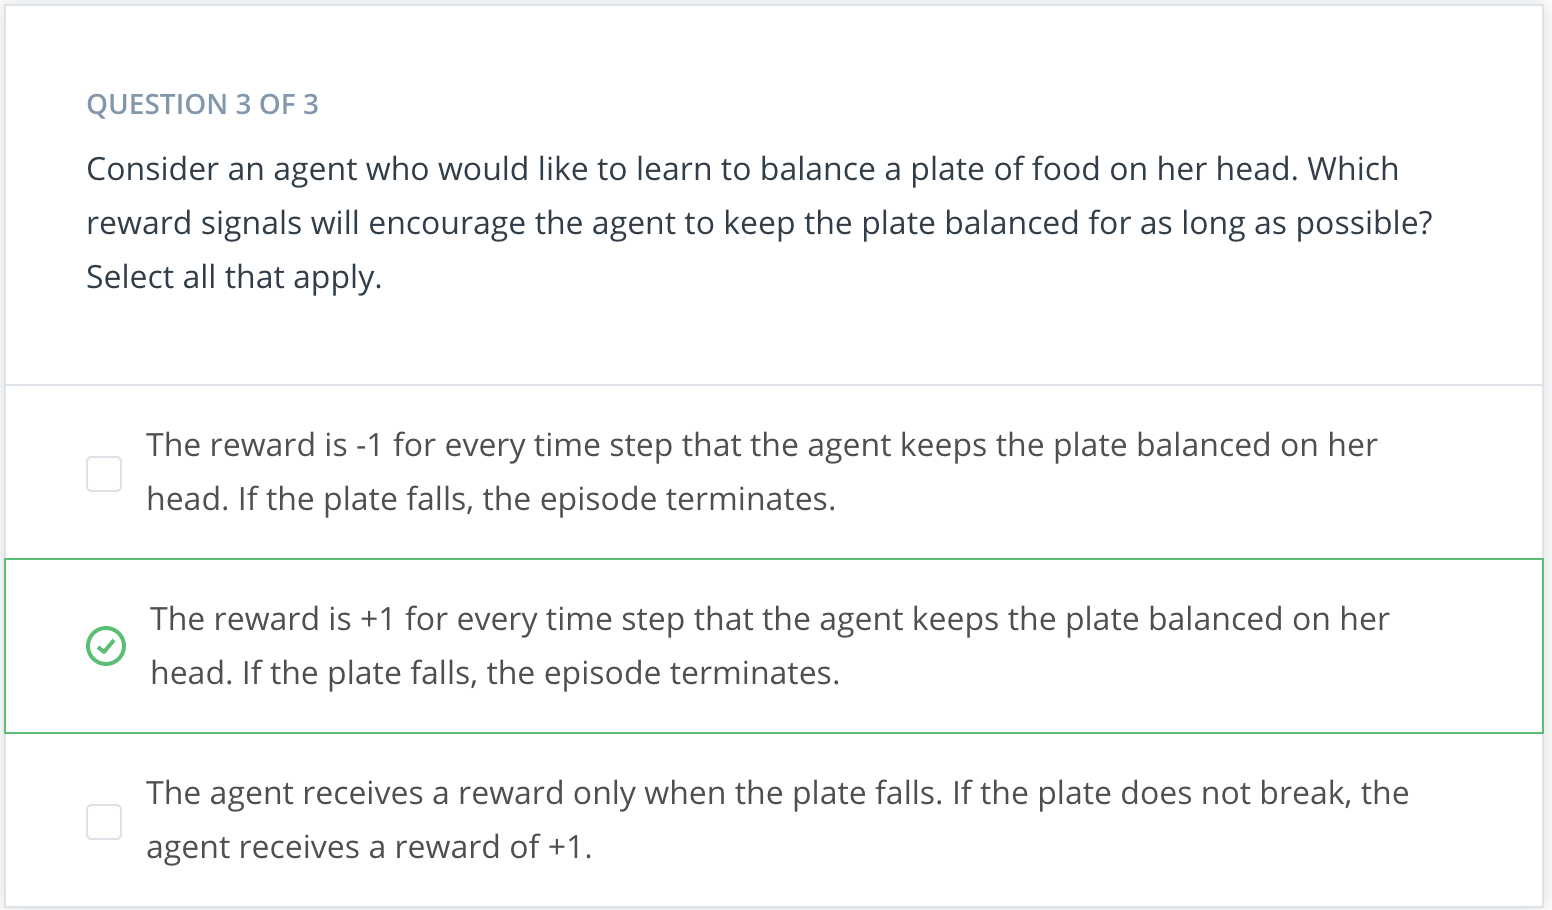 QUESTION 3 OF 3
Consider an agent who would like to learn to balance a plate of food on her head. Which
reward signals will encourage the agent to keep the plate balanced for as long as possible?
Select all that apply.
The reward is -1 for every time step that the agent keeps the plate balanced on her
head. If the plate falls, the episode terminates.
The reward is +1 for every time step that the agent keeps the plate balanced on her
head. If the plate falls, the episode terminates.
The agent receives a reward only when the plate falls. If the plate does not break, the
agent receives a reward of +1.